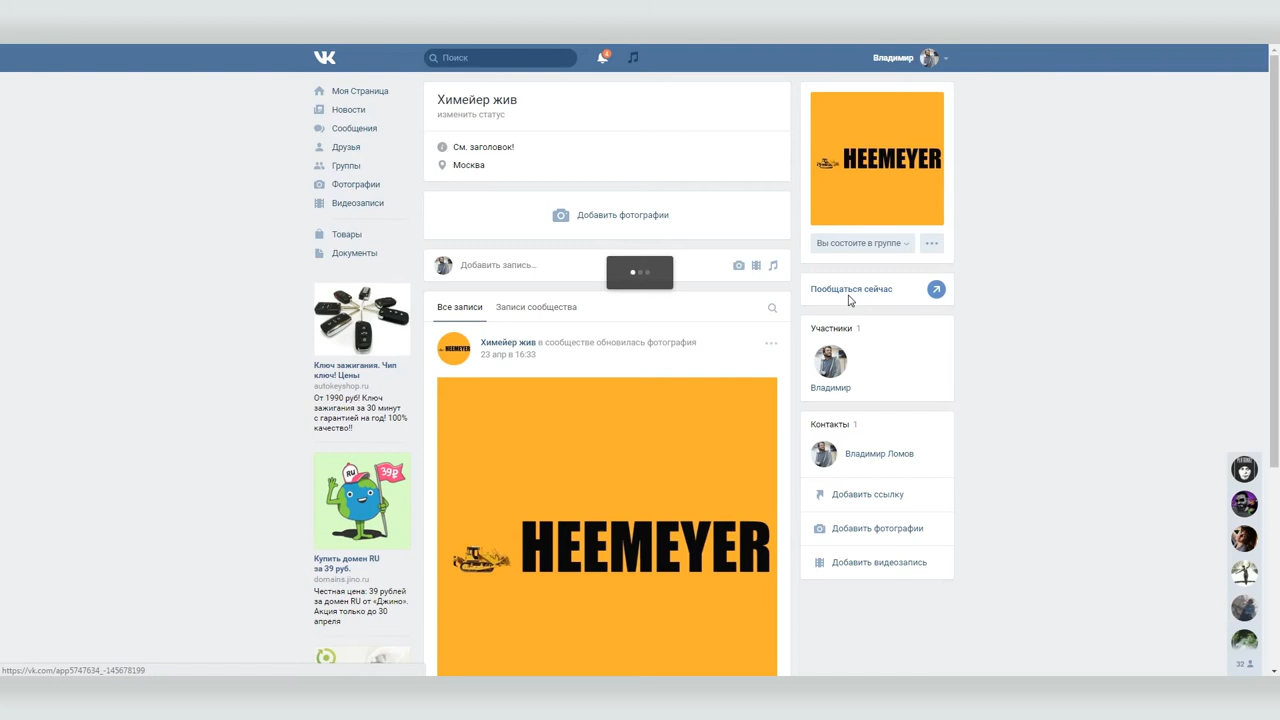 Поиск
4
Владимир
Моя Страница
Новости
Сообщения
Друзья
Группы
Фотографии
Видеозаписи
Товары
Документы
Ключ зажигания. Чип
ключ! Цены
autokeyshop.ru
От 1990 руб! Ключ
зажигания за 30 минут
с гарантией на год! 100%
качество!!
RU
39₽
Купить домен RU
за 39 руб.
domains.jino.ru
Честная цена: 39 рублей
за домен RU от «Джино».
Акция только до 30
апреля
Химейер жив
изменить статус
См. заголовок!
Москва
Добавить фотографии
Добавить запись...
Все записи
Записи сообщества
HEEMEYER
Химейер жив в сообществе обновилась фотография
23 апр в 16:33
HEEMEYER
HEEMEYER
Вы состоите в группе
Пообщаться сейчас
Участники 1
Владимир
Контакты 1
Владимир Ломов
Добавить ссылку
Добавить фотографии
Добавить видеозапись
32
https://vk.com/app5747634_-145678199